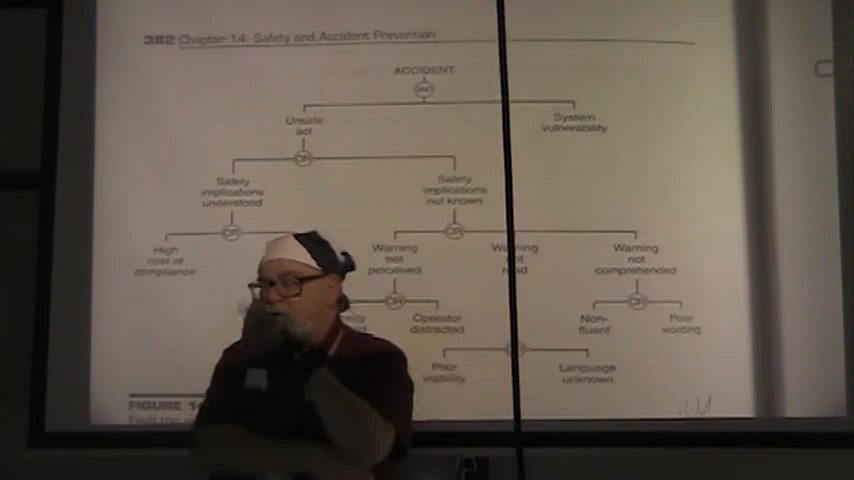 382 Chapter 14: Safety and Accident Prevention
ACCIDENT
AND
Unsafe
act
System
vulnerability
OR
Safety
implications
understood
Safety
implications
not known
OR
OR
High
cost of
compliance
Warning
not
perceived
Warning
not
read
Warning
not
comprehended
OR
OR
Operator
distracted
Non-
fluent
Poor
wording
Poor
visibility
Language
unknown
FIGURE